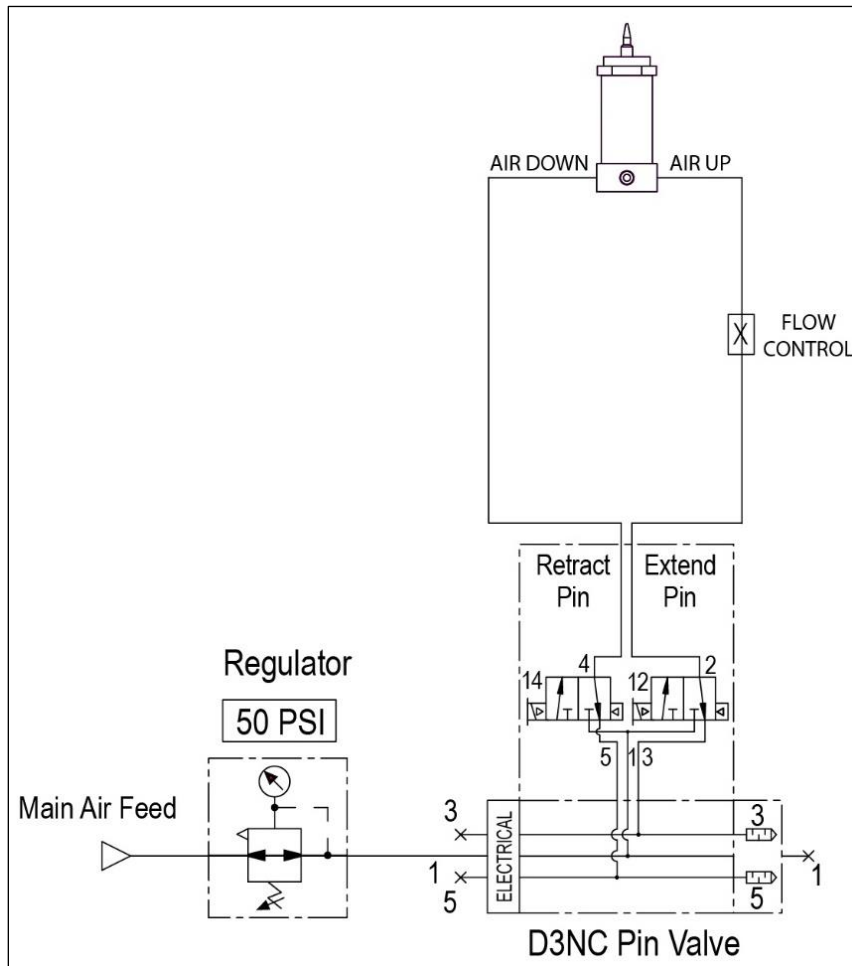 AIR DOWN
AIR UP
FLOW
CONTROL
Retract
Pin
Extend
Pin
4
2
14
12
5
1
3
Regulator
50 PSI
Main Air Feed
3
1
5
ELECTRICAL
3
1
5
D3NC Pin Valve